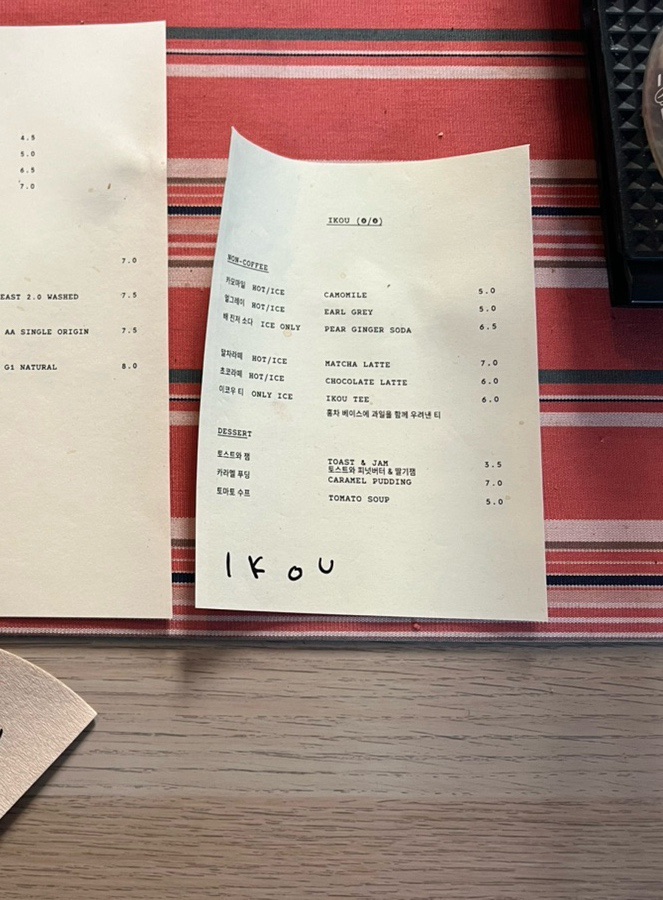 4.5
5.0
6.5
7.0
7.0
EAST 2.0 WASHED 7.5
AA SINGLE ORIGIN 7.5
G1 NATURAL 8.0
IKOU (0/0)
NON-COFFEE
카모마일 HOT/ICE CAMOMILE 5.0
얼그레이 HOT/ICE EARL GREY 5.0
배 진저 소다 ICE ONLY PEAR GINGER SODA 6.5
말차라떼 HOT/ICE MATCHA LATTE 7.0
초코라떼 HOT/ICE CHOCOLATE LATTE 6.0
이코우 티 ONLY ICE IKOU TEE 6.0
홍차 베이스에 과일을 함께 우려낸 티
DESSERT
토스트와 잼 TOAST & JAM 3.5
토스트와 피넛버터 & 딸기잼
카라멜 푸딩 CARAMEL PUDDING 7.0
토마토 수프 TOMATO SOUP 5.0
IKOU